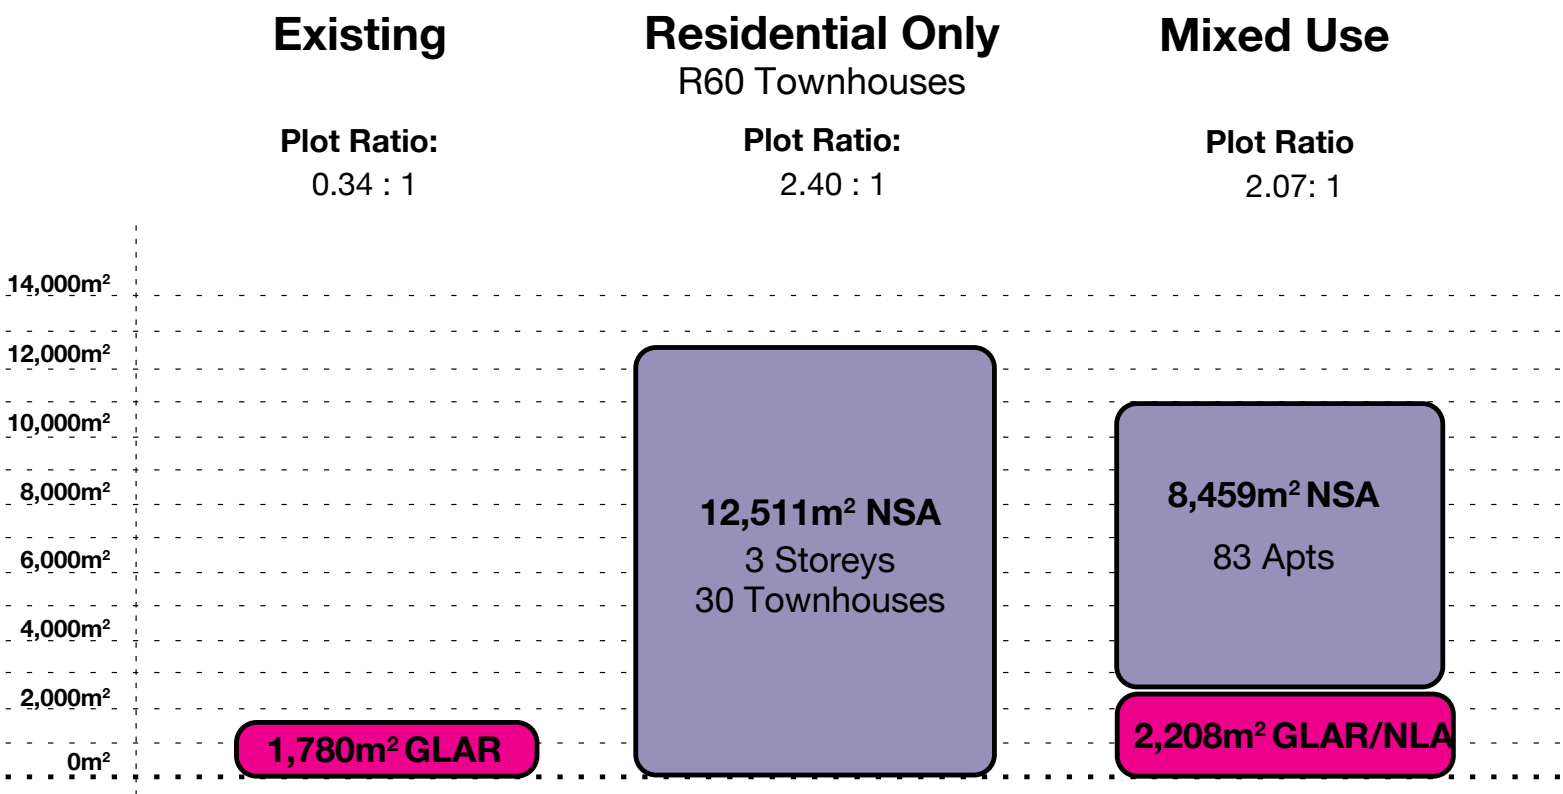 Existing
Residential Only
Mixed Use
R60 Townhouses
Plot Ratio:
Plot Ratio:
Plot Ratio
0.34 : 1
2.40 : 1
2.07: 1
14,000m²
12,000m²
10,000m²
8,000m²
6,000m²
4,000m²
2,000m²
0m²
1,780m² GLAR
12,511m² NSA
3 Storeys
30 Townhouses
8,459m² NSA
83 Apts
2,208m² GLAR/NLA